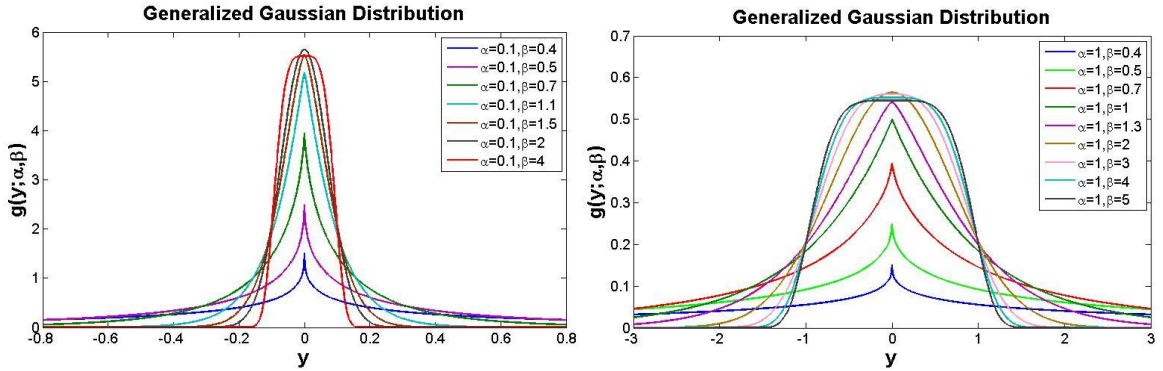 Generalized Gaussian Distribution
g(y;α,β)
6
5
4
3
2
1
0
-0.8
-0.6
-0.4
-0.2
0
0.2
0.4
0.6
0.8
y
α=0.1,β=0.4
α=0.1,β=0.5
α=0.1,β=0.7
α=0.1,β=1.1
α=0.1,β=1.5
α=0.1,β=2
α=0.1,β=4
Generalized Gaussian Distribution
g(y;α,β)
0.7
0.6
0.5
0.4
0.3
0.2
0.1
0
-3
-2
-1
0
1
2
3
y
α=1,β=0.4
α=1,β=0.5
α=1,β=0.7
α=1,β=1
α=1,β=1.3
α=1,β=2
α=1,β=3
α=1,β=4
α=1,β=5